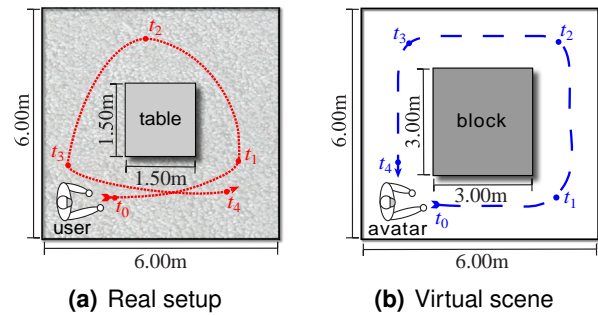 t2
6.00m
1.50m
table
t3
t1
1.50m
t0
t4
user
6.00m
(a) Real setup
t3
t2
6.00m
3.00m
block
t4
3.00m
t1
avatar
t0
6.00m
(b) Virtual scene